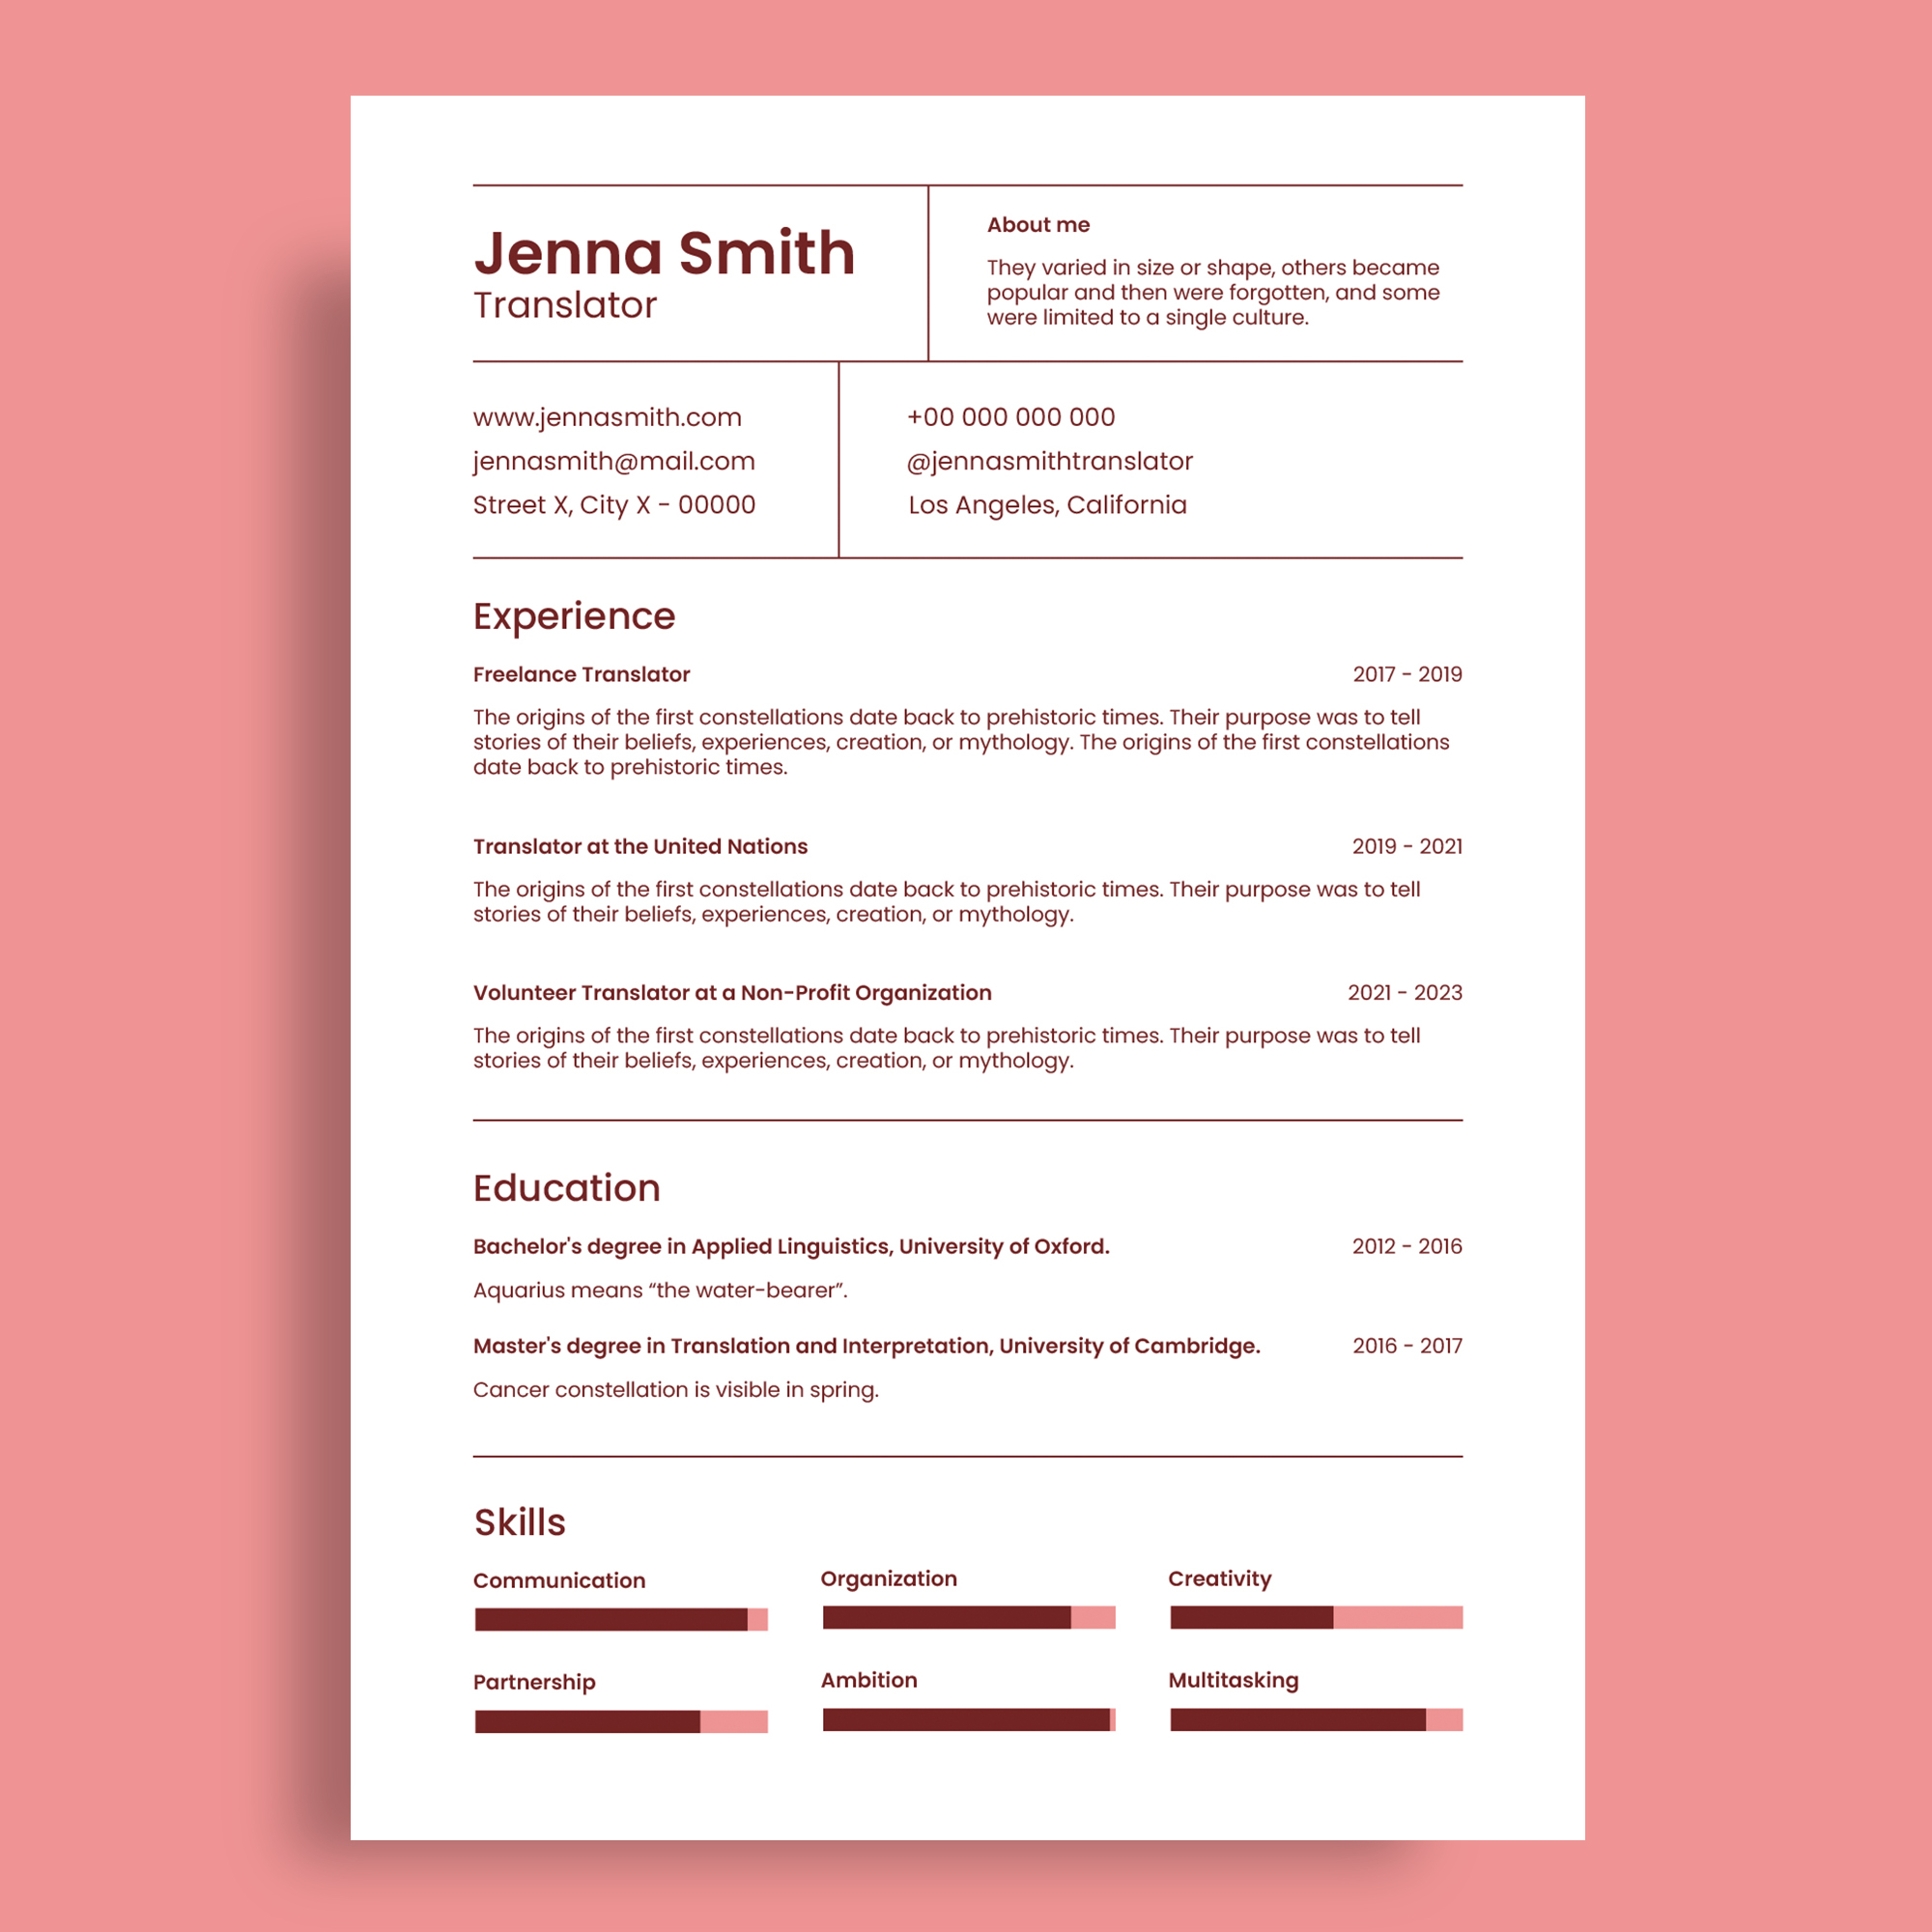 Jenna Smith
Translator
About me
They varied in size or shape, others became
popular and then were forgotten, and some
were limited to a single culture.
www.jennasmith.com
jennasmith@mail.com
Street X, City X - 00000
+00 000 000 000
@jennasmithtranslator
Los Angeles, California
Experience
Freelance Translator 2017 - 2019
The origins of the first constellations date back to prehistoric times. Their purpose was to tell
stories of their beliefs, experiences, creation, or mythology. The origins of the first constellations
date back to prehistoric times.
Translator at the United Nations 2019 - 2021
The origins of the first constellations date back to prehistoric times. Their purpose was to tell
stories of their beliefs, experiences, creation, or mythology.
Volunteer Translator at a Non-Profit Organization 2021 - 2023
The origins of the first constellations date back to prehistoric times. Their purpose was to tell
stories of their beliefs, experiences, creation, or mythology.
Education
Bachelor's degree in Applied Linguistics, University of Oxford. 2012 - 2016
Aquarius means “the water-bearer”.
Master's degree in Translation and Interpretation, University of Cambridge. 2016 - 2017
Cancer constellation is visible in spring.
Skills
Communication Organization Creativity
Partnership Ambition Multitasking